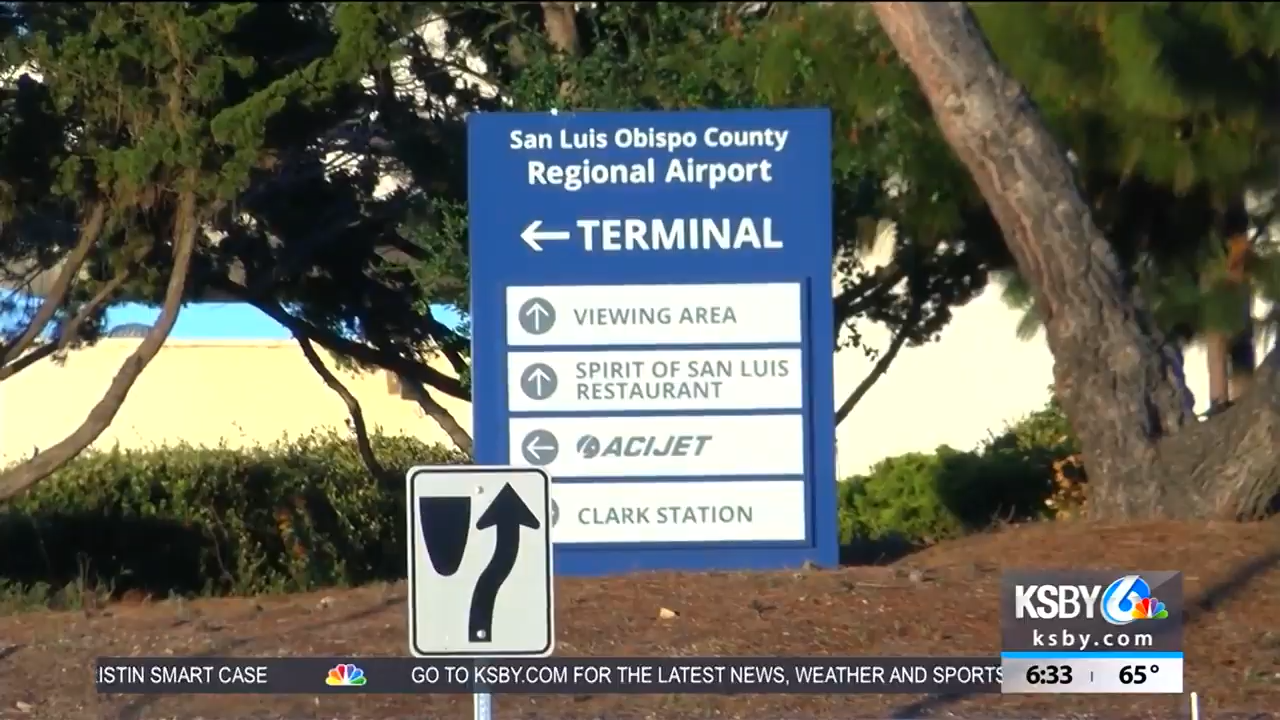 San Luis Obispo County
Regional Airport
← TERMINAL
VIEWING AREA
SPIRIT OF SAN LUIS
RESTAURANT
ACIJET
CLARK STATION
KSBY 6
ksby.com
6:33 65°
ISTIN SMART CASE GO TO KSBY.COM FOR THE LATEST NEWS, WEATHER AND SPORTS